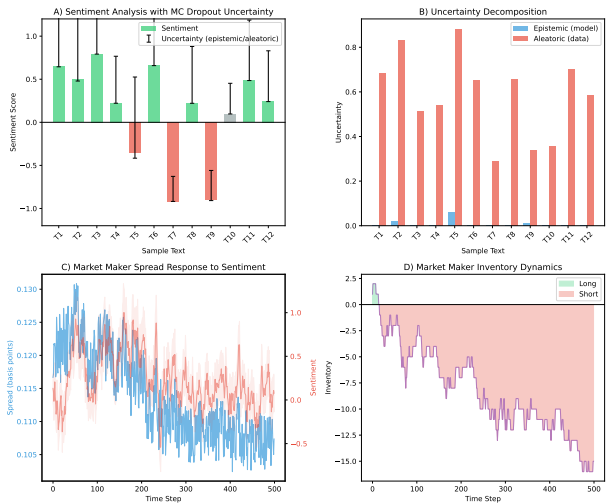 A) Sentiment Analysis with MC Dropout Uncertainty
Sentiment
Uncertainty (epistemic/aleatoric)
1.0
0.5
0.0
−0.5
−1.0
Sentiment Score
T1 T2 T3 T4 T5 T6 T7 T8 T9 T10 T11 T12
Sample Text
B) Uncertainty Decomposition
Epistemic (model)
Aleatoric (data)
0.8
0.6
0.4
0.2
0.0
Uncertainty
T1 T2 T3 T4 T5 T6 T7 T8 T9 T10 T11 T12
Sample Text
C) Market Maker Spread Response to Sentiment
0.130
0.125
0.120
0.115
0.110
0.105
Spread (basis points)
1.0
0.5
0.0
−0.5
Sentiment
0 100 200 300 400 500
Time Step
D) Market Maker Inventory Dynamics
Long
Short
2.5
0.0
−2.5
−5.0
−7.5
−10.0
−12.5
−15.0
Inventory
0 100 200 300 400 500
Time Step